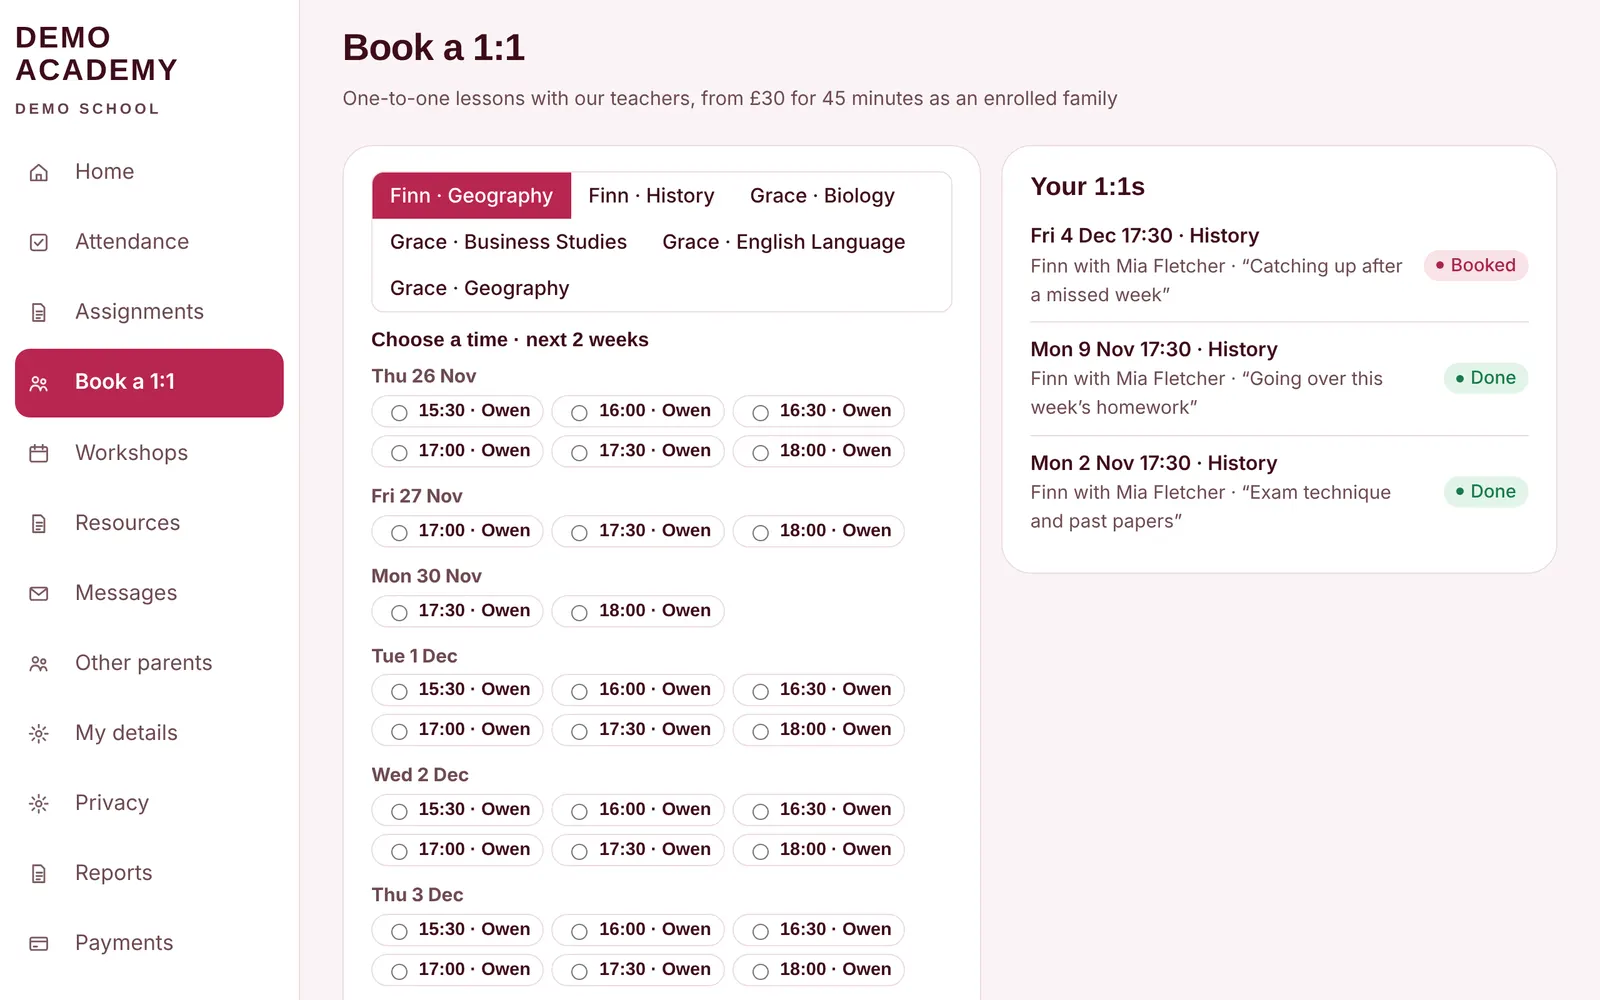 DEMO
ACADEMY
DEMO SCHOOL
Home
Attendance
Assignments
Book a 1:1
Workshops
Resources
Messages
Other parents
My details
Privacy
Reports
Payments
Book a 1:1
One-to-one lessons with our teachers, from £30 for 45 minutes as an enrolled family
Finn · Geography
Finn · History
Grace · Biology
Grace · Business Studies
Grace · English Language
Grace · Geography
Choose a time · next 2 weeks
Thu 26 Nov
15:30 · Owen
16:00 · Owen
16:30 · Owen
17:00 · Owen
17:30 · Owen
18:00 · Owen
Fri 27 Nov
17:00 · Owen
17:30 · Owen
18:00 · Owen
Mon 30 Nov
17:30 · Owen
18:00 · Owen
Tue 1 Dec
15:30 · Owen
16:00 · Owen
16:30 · Owen
17:00 · Owen
17:30 · Owen
18:00 · Owen
Wed 2 Dec
15:30 · Owen
16:00 · Owen
16:30 · Owen
17:00 · Owen
17:30 · Owen
18:00 · Owen
Thu 3 Dec
15:30 · Owen
16:00 · Owen
16:30 · Owen
17:00 · Owen
17:30 · Owen
18:00 · Owen
Your 1:1s
Fri 4 Dec 17:30 · History
Finn with Mia Fletcher · “Catching up after
a missed week”
Booked
Mon 9 Nov 17:30 · History
Finn with Mia Fletcher · “Going over this
week’s homework”
Done
Mon 2 Nov 17:30 · History
Finn with Mia Fletcher · “Exam technique
and past papers”
Done